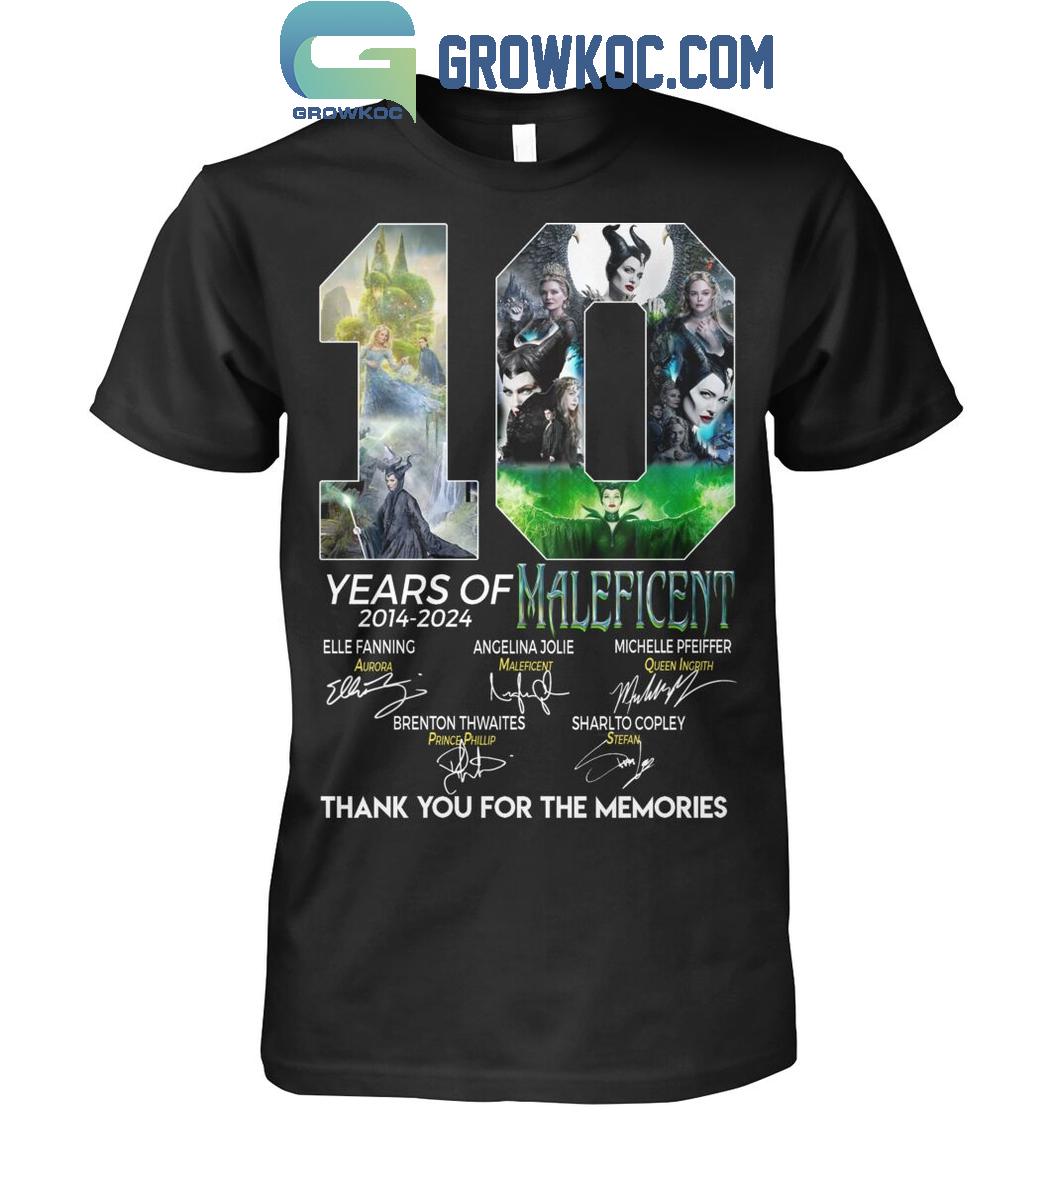 GROWKOC.COM
GROWKOC
10
YEARS OF MALEFICENT
2014-2024
ELLE FANNING ANGELINA JOLIE MICHELLE PFEIFFER
AURORA MALEFICENT QUEEN INGRITH
BRENTON THWAITES SHARLTO COPLEY
PRINCE PHILLIP STEFAN
THANK YOU FOR THE MEMORIES